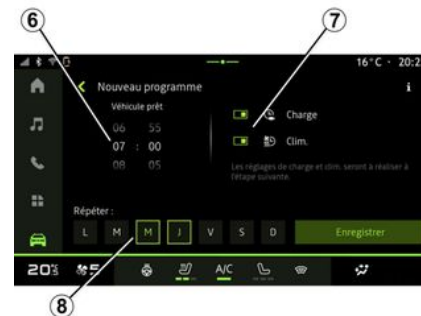 6 7
16°C · 20:2
Nouveau programme i
Véhicule prêt
06 55
07 : 00
08 05
Charge
Clim.
Les réglages de charge et clim. seront à réaliser à
l'étape suivante.
Répéter :
L M M J V S D Enregistrer
20 5 A/C
8